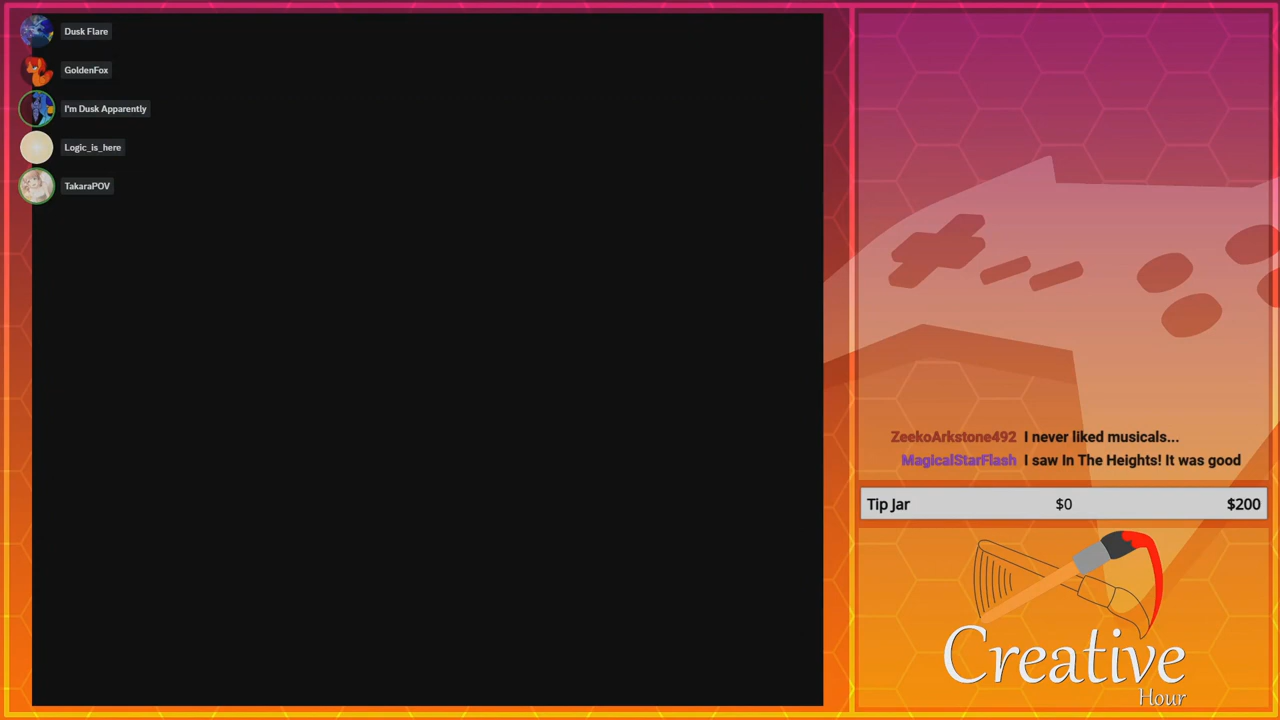 Dusk Flare
GoldenFox
I'm Dusk Apparently
Logic_is_here
TakaraPOV
ZeekoArkstone492 I never liked musicals...
MagicalStarFlash I saw In The Heights! It was good
Tip Jar $0 $200
Creative
Hour